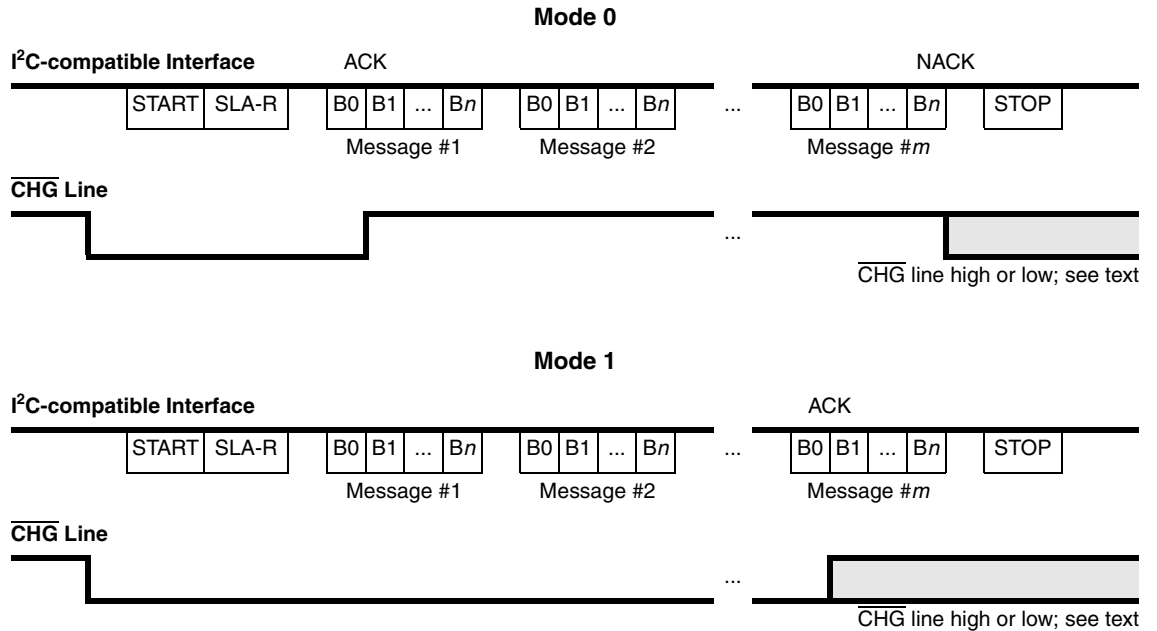 Mode 0
I²C-compatible Interface ACK NACK
START SLA-R B0 B1 ... Bn B0 B1 ... Bn ... B0 B1 ... Bn STOP
Message #1 Message #2 Message #m
CHG Line
...
CHG line high or low; see text
Mode 1
I²C-compatible Interface ACK
START SLA-R B0 B1 ... Bn B0 B1 ... Bn ... B0 B1 ... Bn STOP
Message #1 Message #2 Message #m
CHG Line
...
CHG line high or low; see text